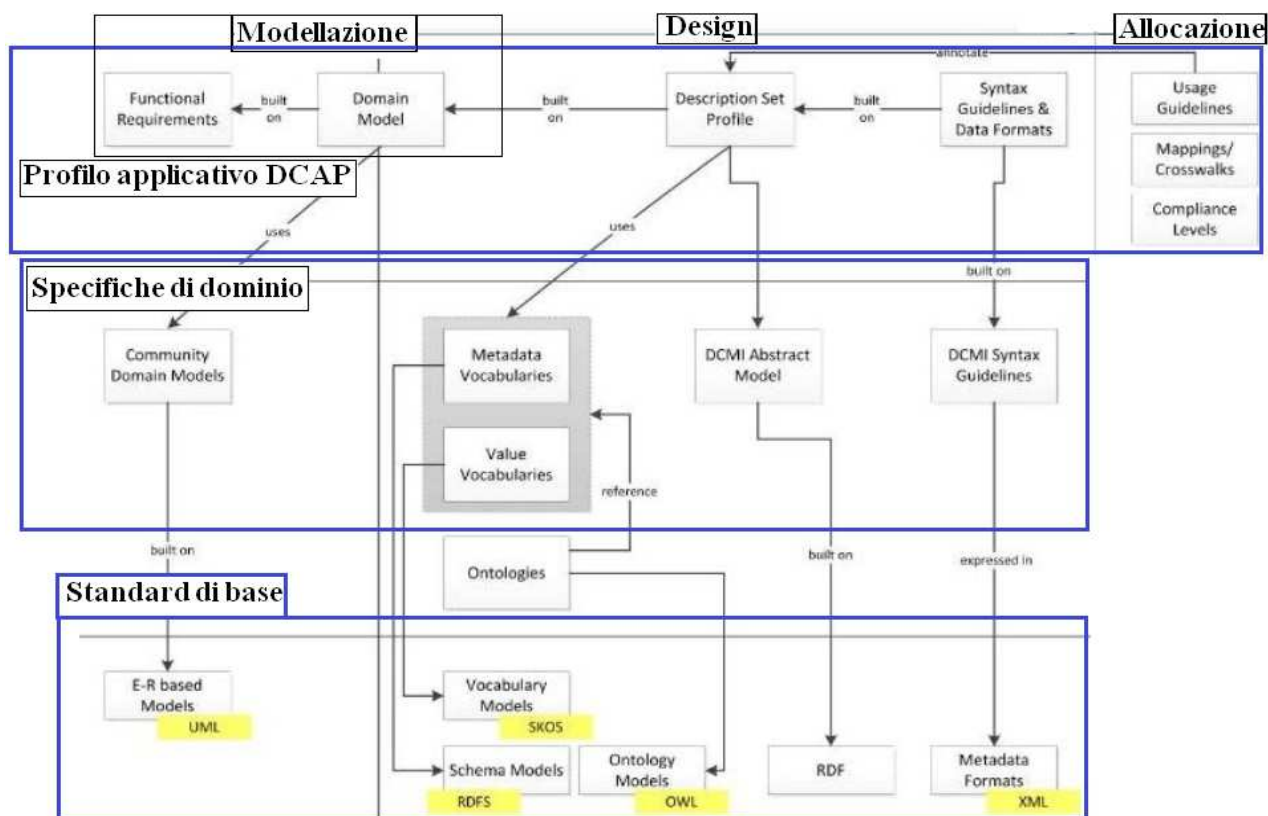 Modellazione
Design
Allocazione
annotate
Functional
Requirements
built
on
Domain
Model
built
on
Description Set
Profile
built
on
Syntax
Guidelines &
Data Formats
Usage
Guidelines
Mappings/
Crosswalks
Compliance
Levels
Profilo applicativo DCAP
uses
uses
built on
Specifiche di dominio
Community
Domain Models
Metadata
Vocabularies
DCMI Abstract
Model
DCMI Syntax
Guidelines
Value
Vocabularies
reference
built on
Ontologies
built on
expressed in
Standard di base
E-R based
Models
UML
Vocabulary
Models
SKOS
Schema Models
RDFS
Ontology
Models
OWL
RDF
Metadata
Formats
XML